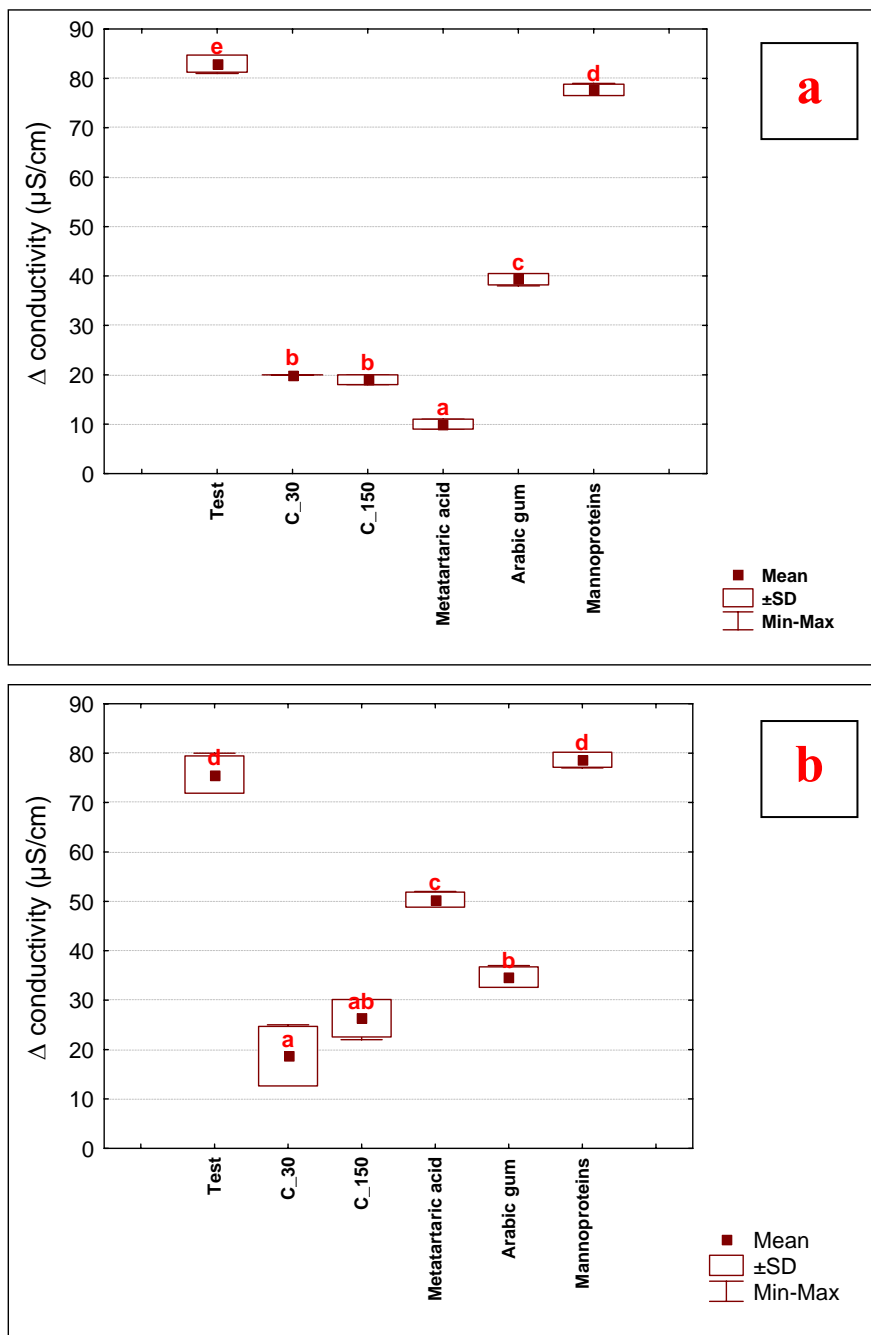 90
80
70
60
50
40
30
20
10
0
Δ conductivity (µS/cm)
e
b
b
a
c
d
Test
C_30
C_150
Metatartaric acid
Arabic gum
Mannoproteins
a
Mean
±SD
Min-Max
90
80
70
60
50
40
30
20
10
0
Δ conductivity (µS/cm)
d
a
ab
c
b
d
Test
C_30
C_150
Metatartaric acid
Arabic gum
Mannoproteins
b
Mean
±SD
Min-Max